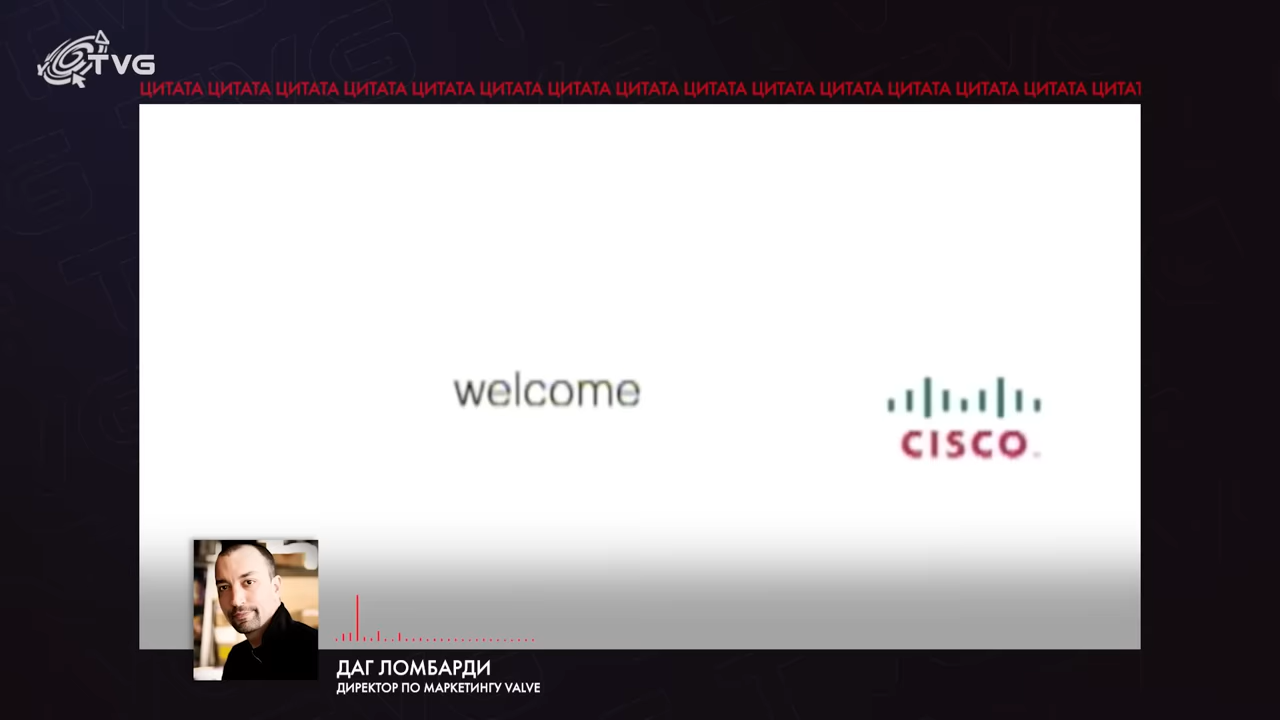 TVG
ЦИТАТА ЦИТАТА ЦИТАТА ЦИТАТА ЦИТАТА ЦИТАТА ЦИТАТА ЦИТАТА ЦИТАТА ЦИТАТА ЦИТАТА ЦИТАТА ЦИТАТА ЦИТАТА ЦИТАТ
welcome
CISCO
ДАГ ЛОМБАРДИ
ДИРЕКТОР ПО МАРКЕТИНГУ VALVE